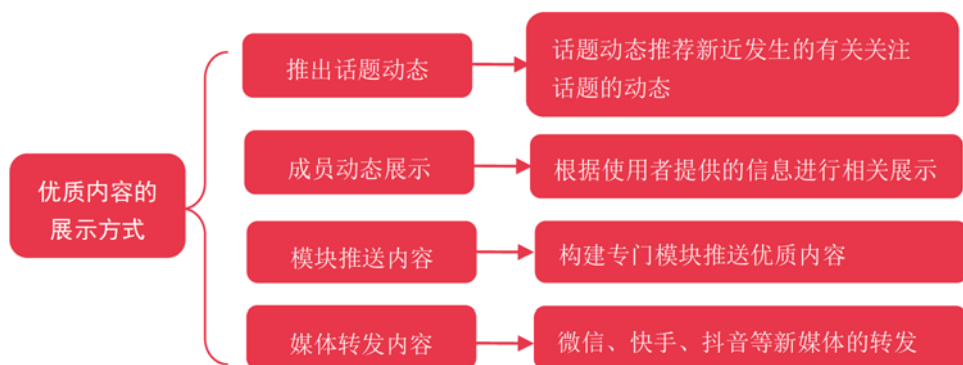 优质内容的
展示方式
推出话题动态
话题动态推荐新近发生的有关关注
话题的动态
成员动态展示
根据使用者提供的信息进行相关展示
模块推送内容
构建专门模块推送优质内容
媒体转发内容
微信、快手、抖音等新媒体的转发